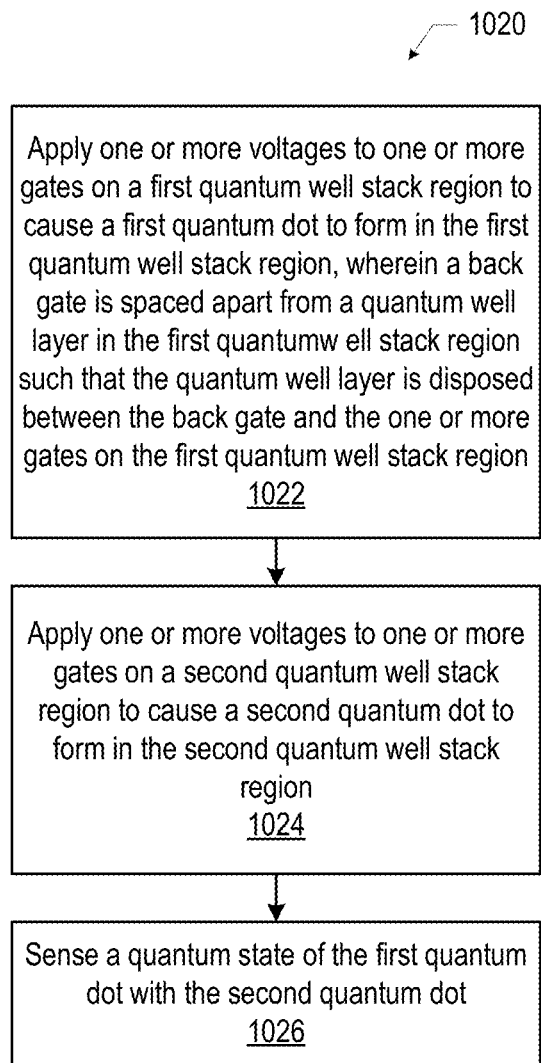 1020
Apply one or more voltages to one or more
gates on a first quantum well stack region to
cause a first quantum dot to form in the first
quantum well stack region, wherein a back
gate is spaced apart from a quantum well
layer in the first quantumw ell stack region
such that the quantum well layer is disposed
between the back gate and the one or more
gates on the first quantum well stack region
1022
Apply one or more voltages to one or more
gates on a second quantum well stack
region to cause a second quantum dot to
form in the second quantum well stack
region
1024
Sense a quantum state of the first quantum
dot with the second quantum dot
1026